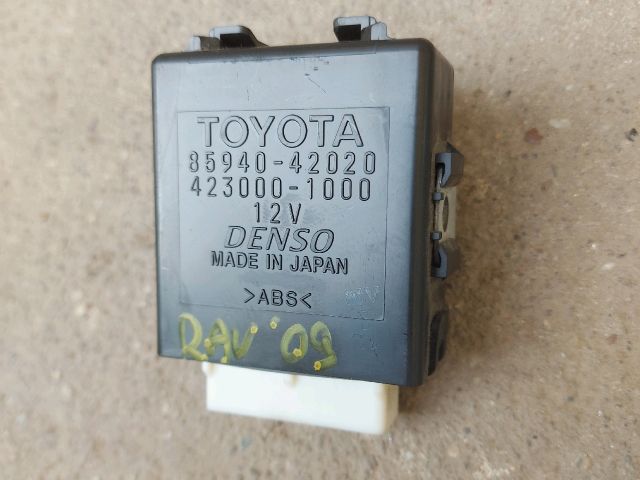 TOYOTA
85940-42020
423000-1000
12V
DENSO
MADE IN JAPAN
>ABS<
RAV '09